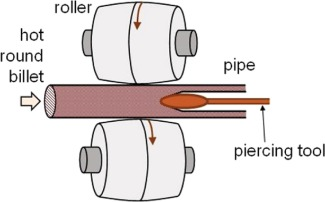 roller
hot
round
billet
pipe
piercing tool